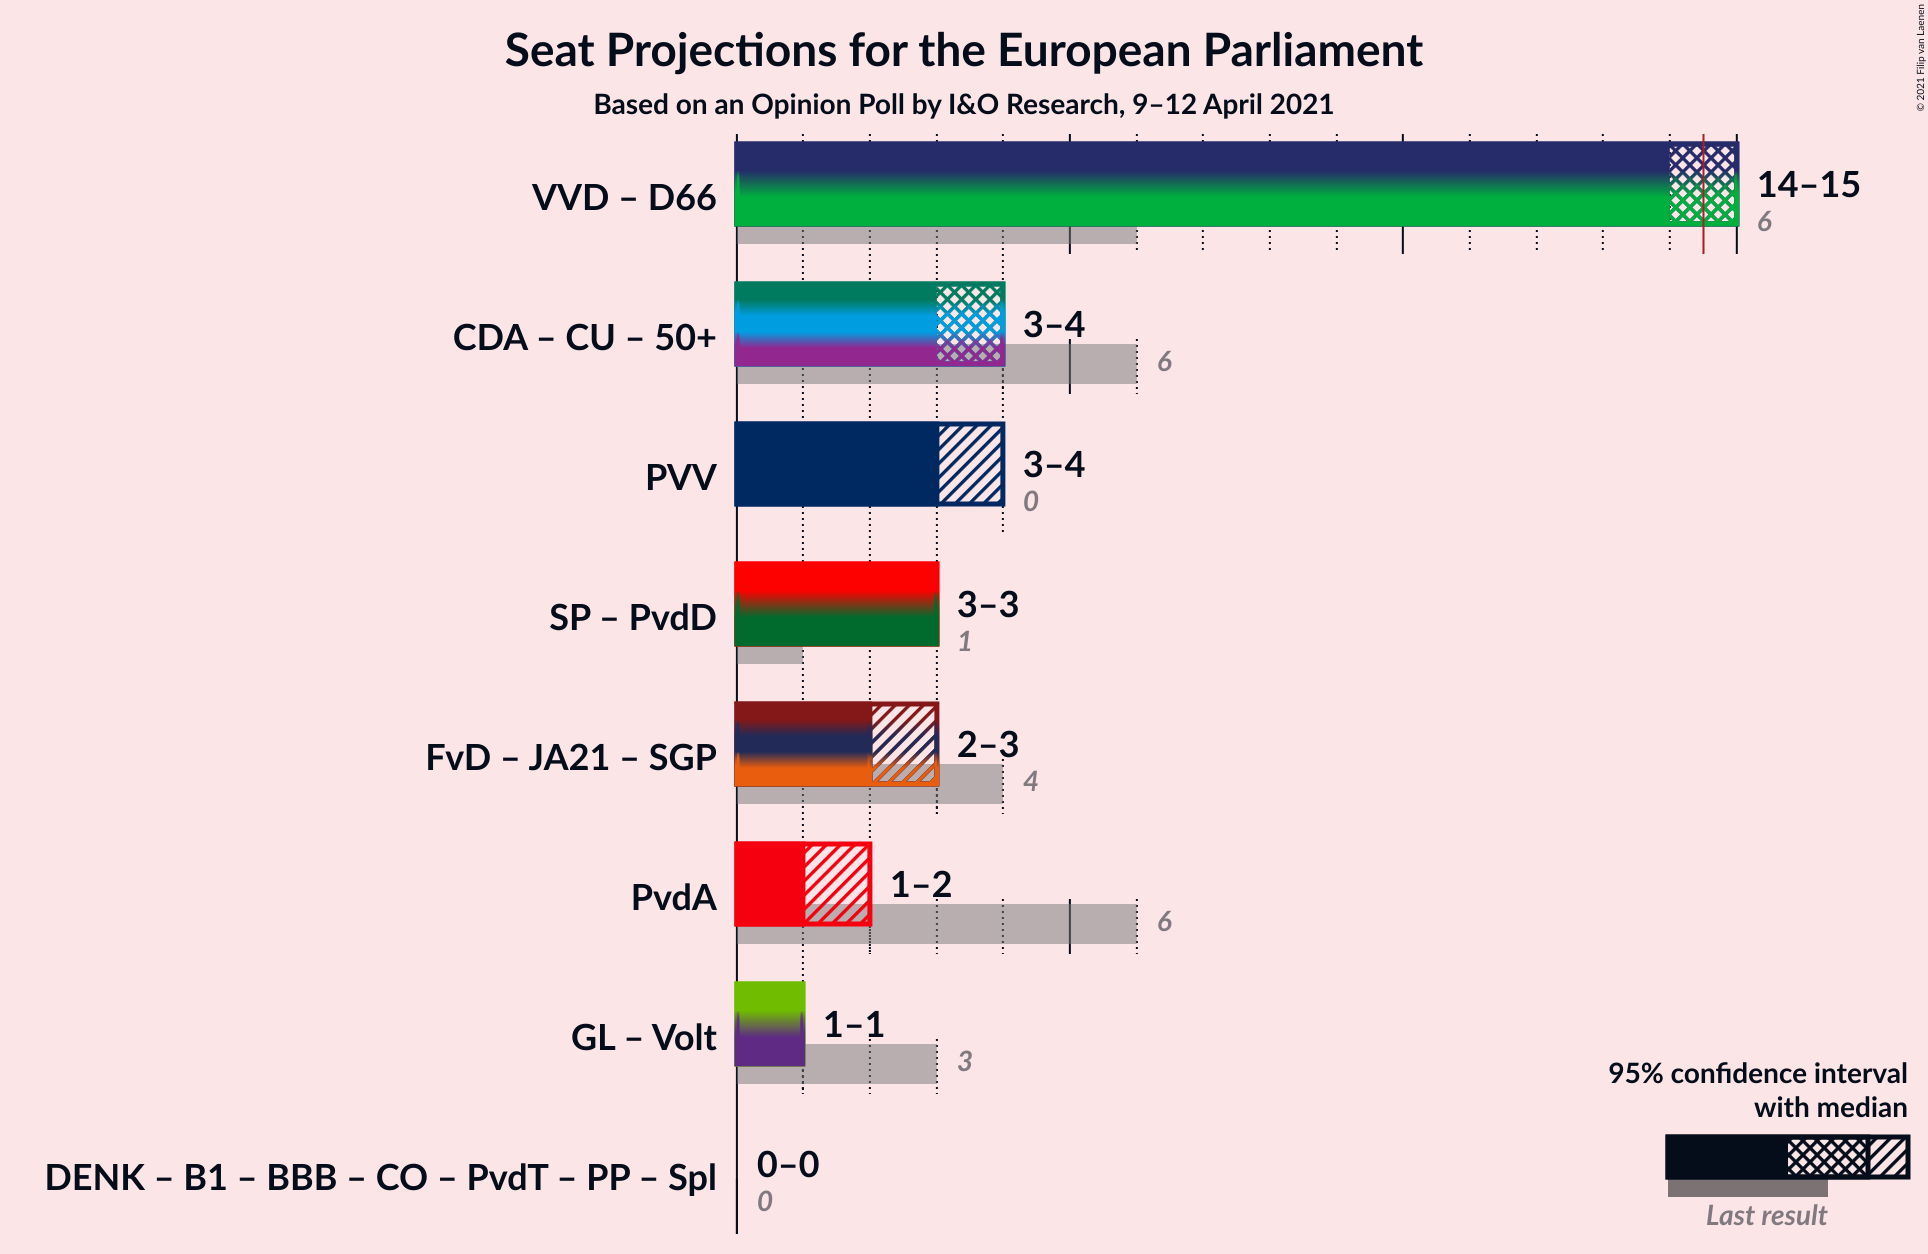 Seat Projections for the European Parliament
Based on an Opinion Poll by I&O Research, 9–12 April 2021
© 2021 Filip van Laenen
VVD – D66
14–15
6
CDA – CU – 50+
3–4
6
PVV
3–4
0
SP – PvdD
3–3
1
FvD – JA21 – SGP
2–3
4
PvdA
1–2
6
GL – Volt
1–1
3
DENK – B1 – BBB – CO – PvdT – PP – Spl
0–0
0
95% confidence interval
with median
Last result